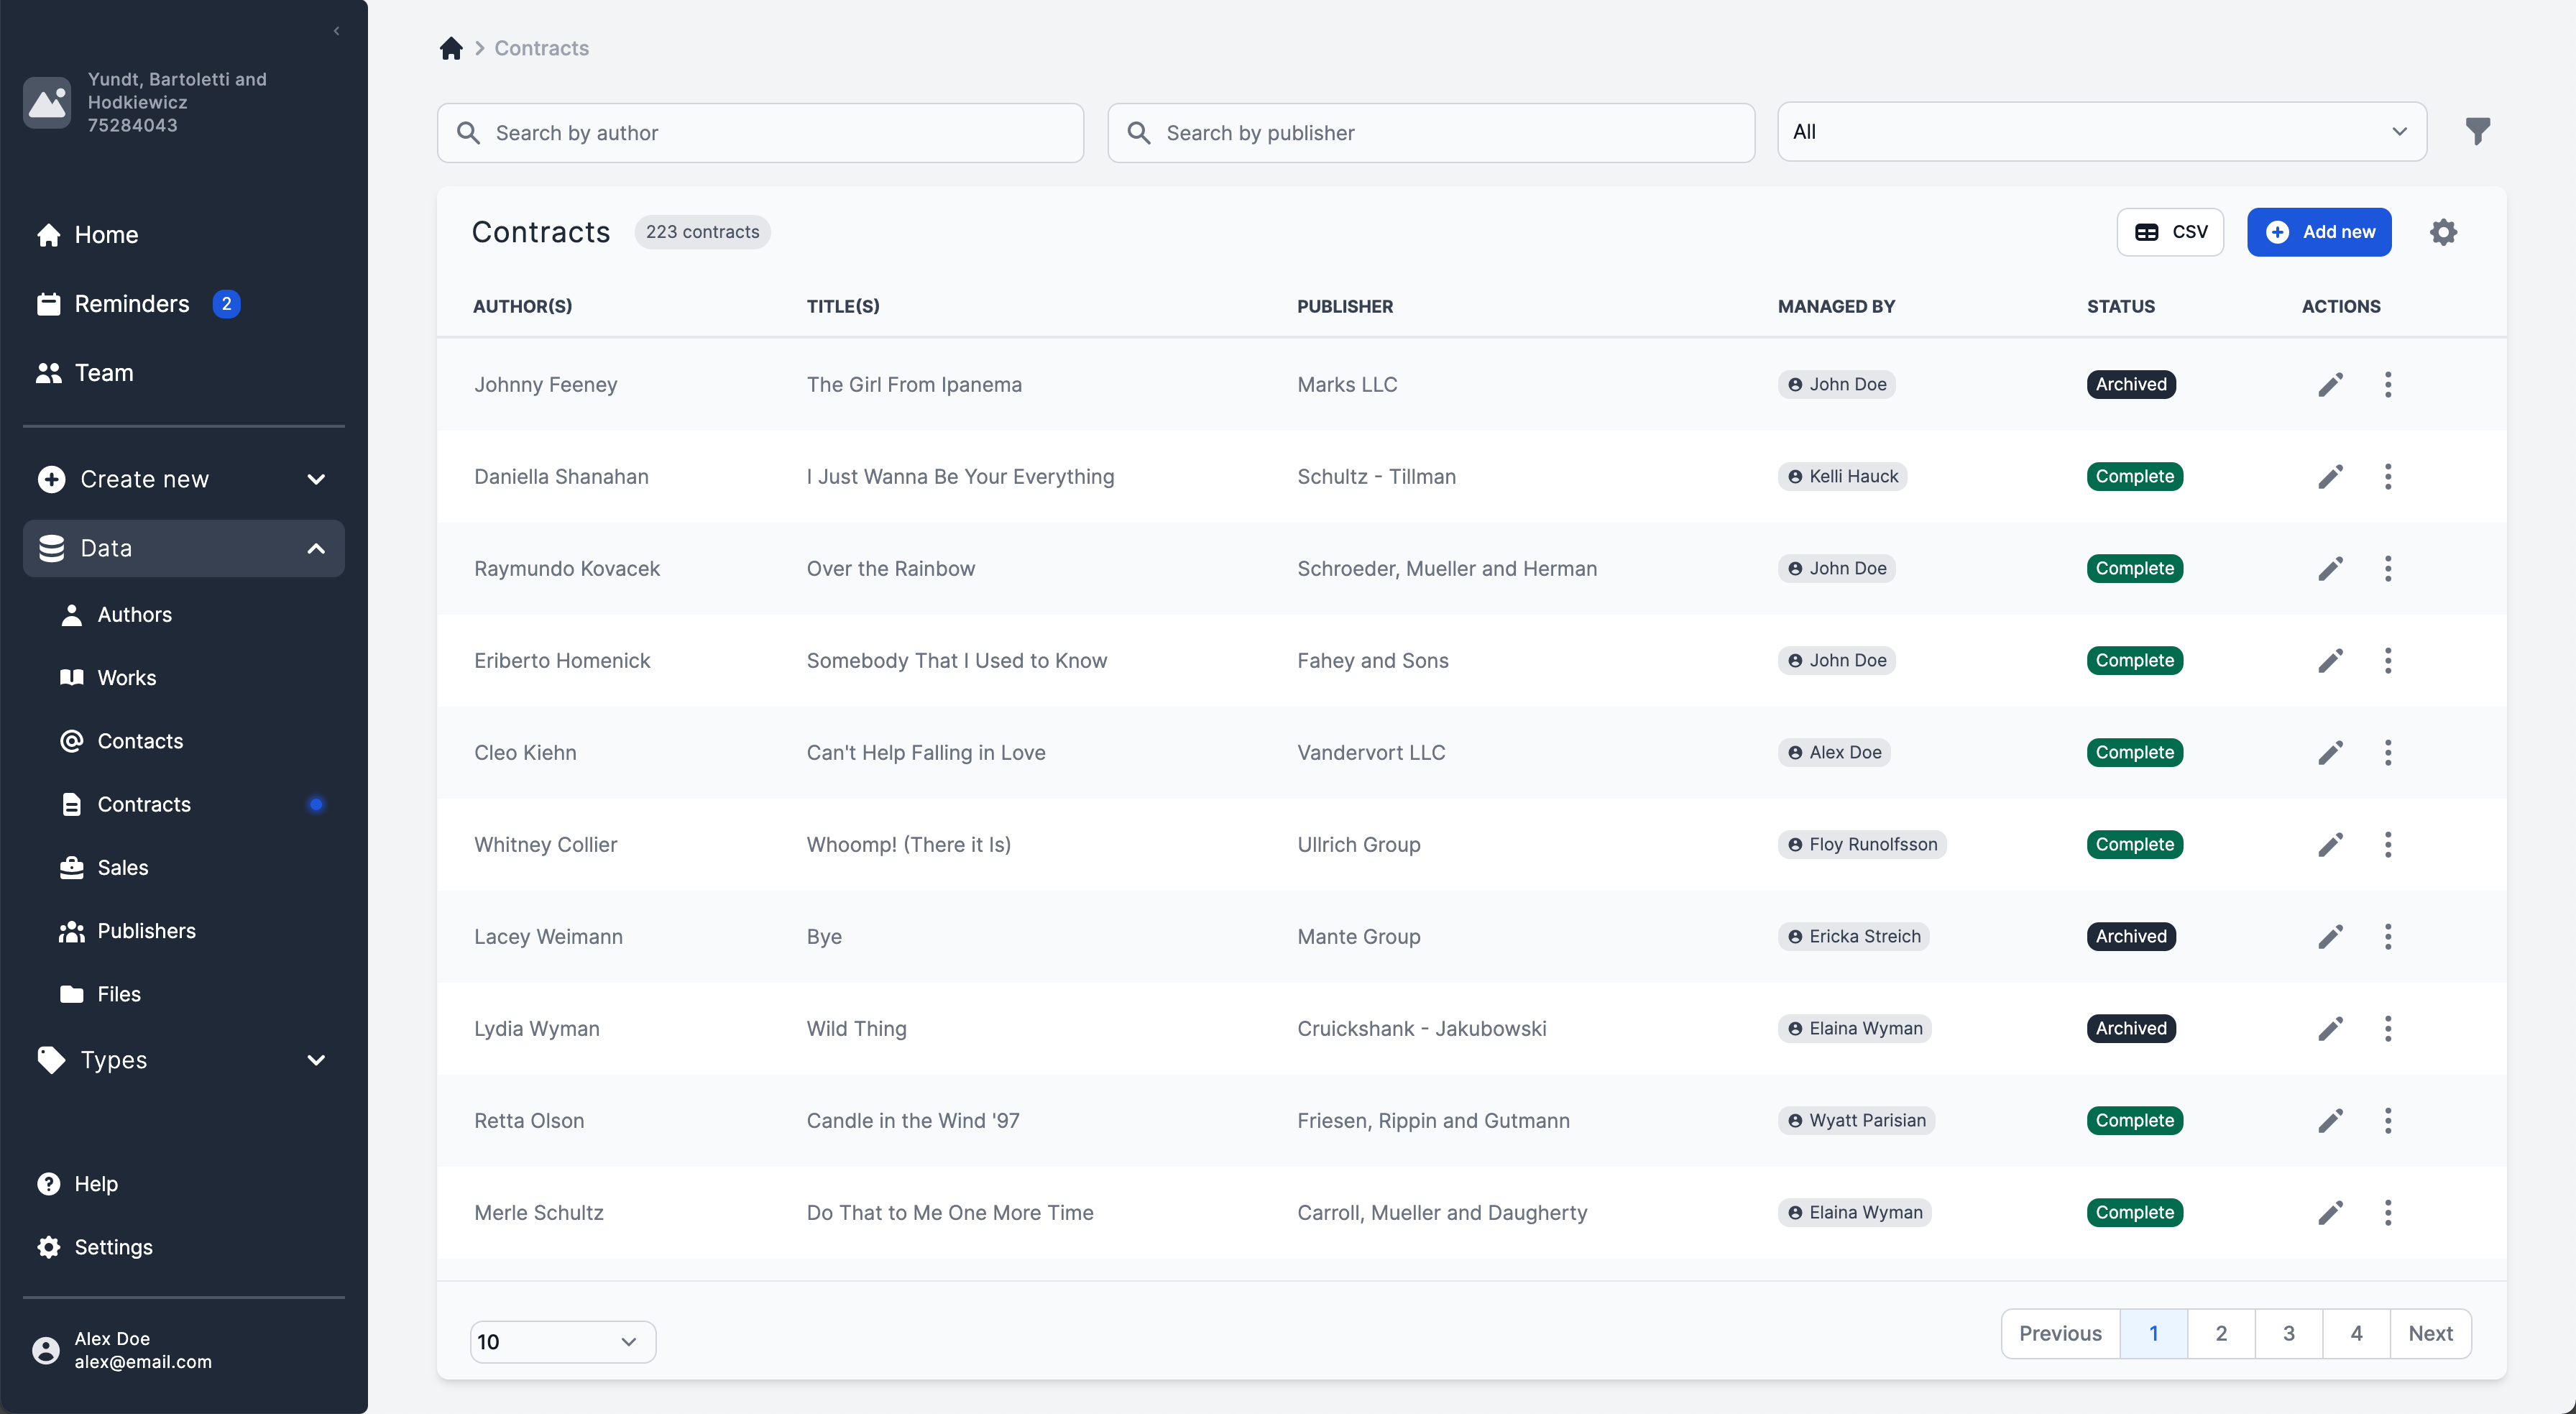 Yundt, Bartoletti and
Hodkiewicz
75284043
Home
Reminders 2
Team
Create new
Data
Authors
Works
Contacts
Contracts
Sales
Publishers
Files
Types
Help
Settings
Alex Doe
alex@email.com
Contracts
Search by author Search by publisher All
Contracts 223 contracts CSV Add new
AUTHOR(S) TITLE(S) PUBLISHER MANAGED BY STATUS ACTIONS
Johnny Feeney The Girl From Ipanema Marks LLC John Doe Archived
Daniella Shanahan I Just Wanna Be Your Everything Schultz - Tillman Kelli Hauck Complete
Raymundo Kovacek Over the Rainbow Schroeder, Mueller and Herman John Doe Complete
Eriberto Homenick Somebody That I Used to Know Fahey and Sons John Doe Complete
Cleo Kiehn Can't Help Falling in Love Vandervort LLC Alex Doe Complete
Whitney Collier Whoomp! (There it Is) Ullrich Group Floy Runolfsson Complete
Lacey Weimann Bye Mante Group Ericka Streich Archived
Lydia Wyman Wild Thing Cruickshank - Jakubowski Elaina Wyman Archived
Retta Olson Candle in the Wind '97 Friesen, Rippin and Gutmann Wyatt Parisian Complete
Merle Schultz Do That to Me One More Time Carroll, Mueller and Daugherty Elaina Wyman Complete
10 Previous 1 2 3 4 Next